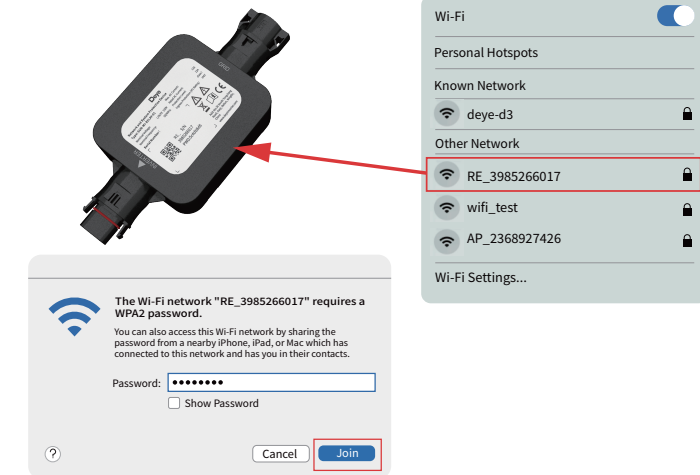 Deye
GRID
Wi-Fi
Personal Hotspots
Known Network
deye-d3
Other Network
RE_3985266017
wifi_test
AP_2368927426
Wi-Fi Settings...
The Wi-Fi network "RE_3985266017" requires a
WPA2 password.
You can also access this Wi-Fi network by sharing the
password from a nearby iPhone, iPad, or Mac which has
connected to this network and has you in their contacts.
Password: ••••••••
Show Password
?
Cancel
Join